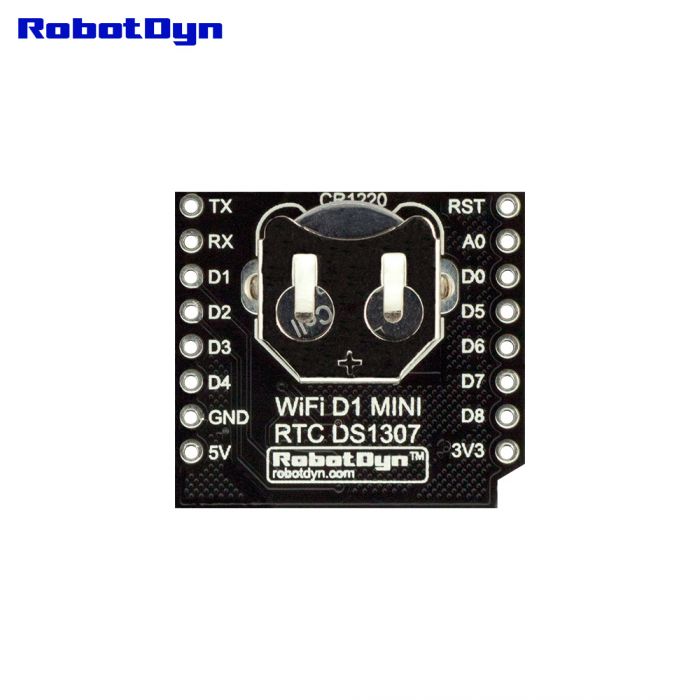 RobotDyn
CR1220
TX
RX
D1
D2
D3
D4
GND
5V
RST
A0
D0
D5
D6
D7
D8
3V3
Cell
+
WiFi D1 MINI
RTC DS1307
RobotDyn™
robotdyn.com